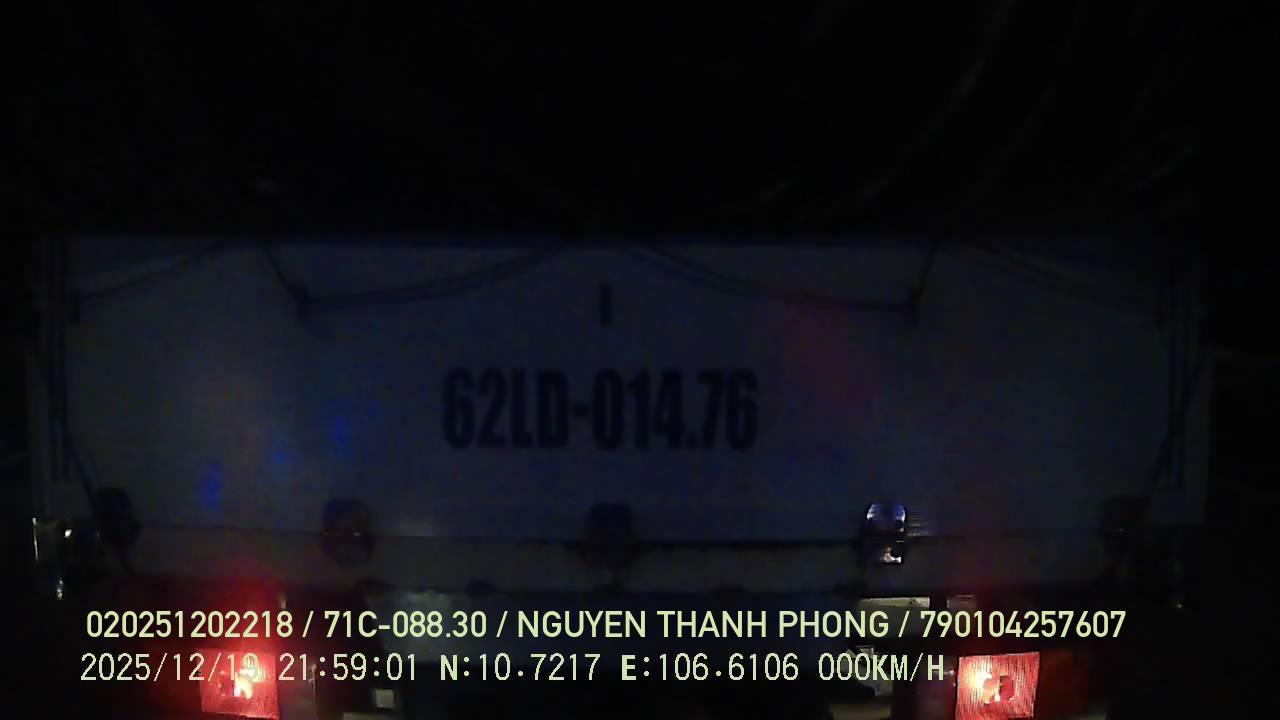 62LD-014.76
020251202218 / 71C-088.30 / NGUYEN THANH PHONG / 790104257607
2025/12/19 21:59:01 N:10.7217 E:106.6106 000KM/H